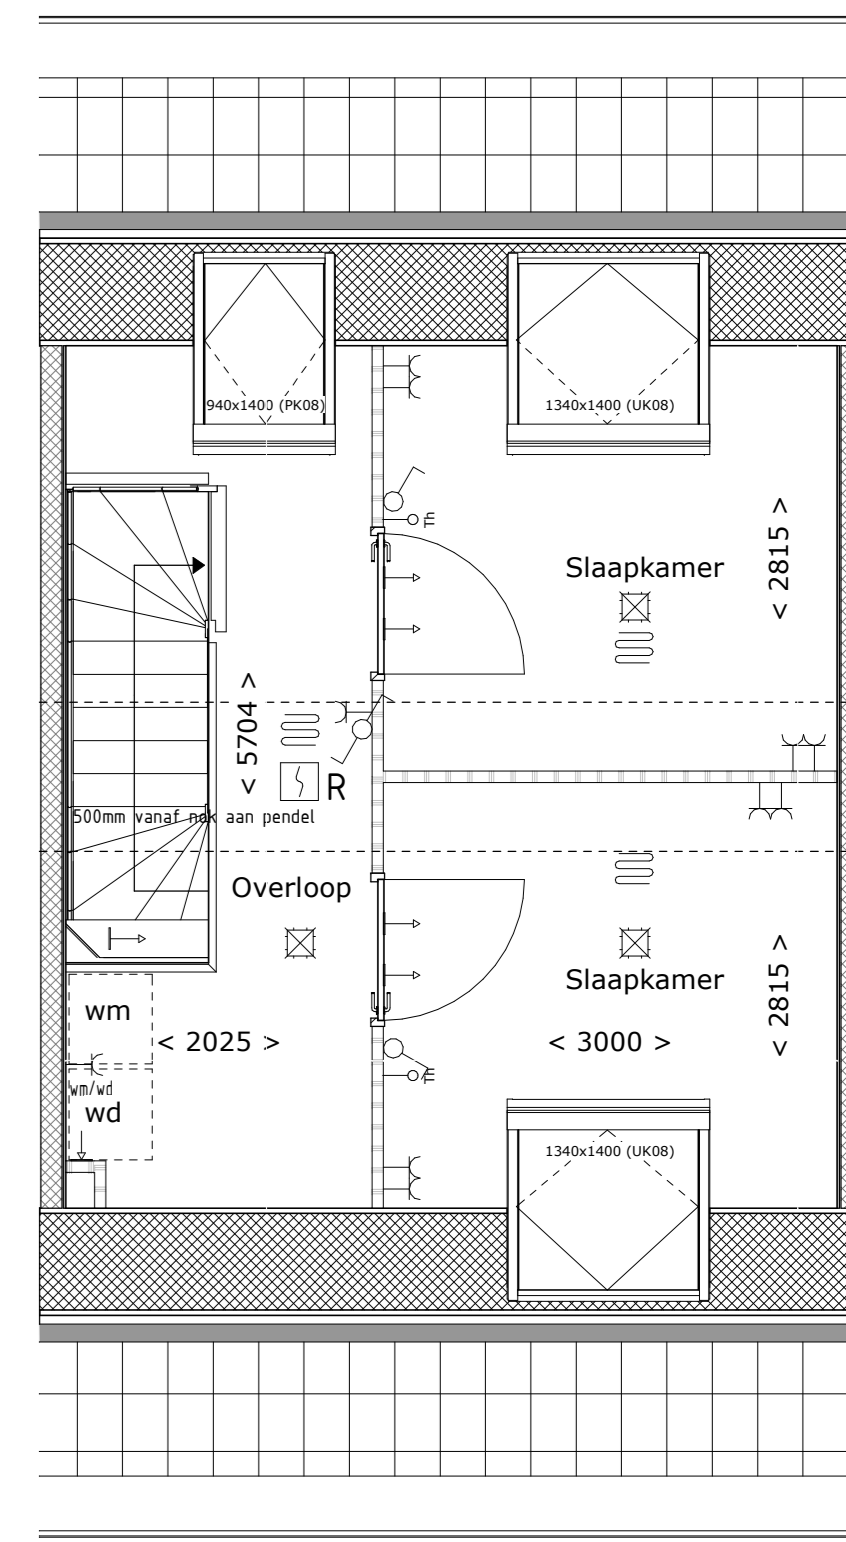 940x1400 (PK08)
1340x1400 (UK08)
Th
Slaapkamer
< 2815 >
< 5704 >
R
500mm vanaf nok aan pendel
Overloop
Slaapkamer
< 2815 >
wm
< 2025 >
< 3000 >
Th
wm/wd
wd
1340x1400 (UK08)